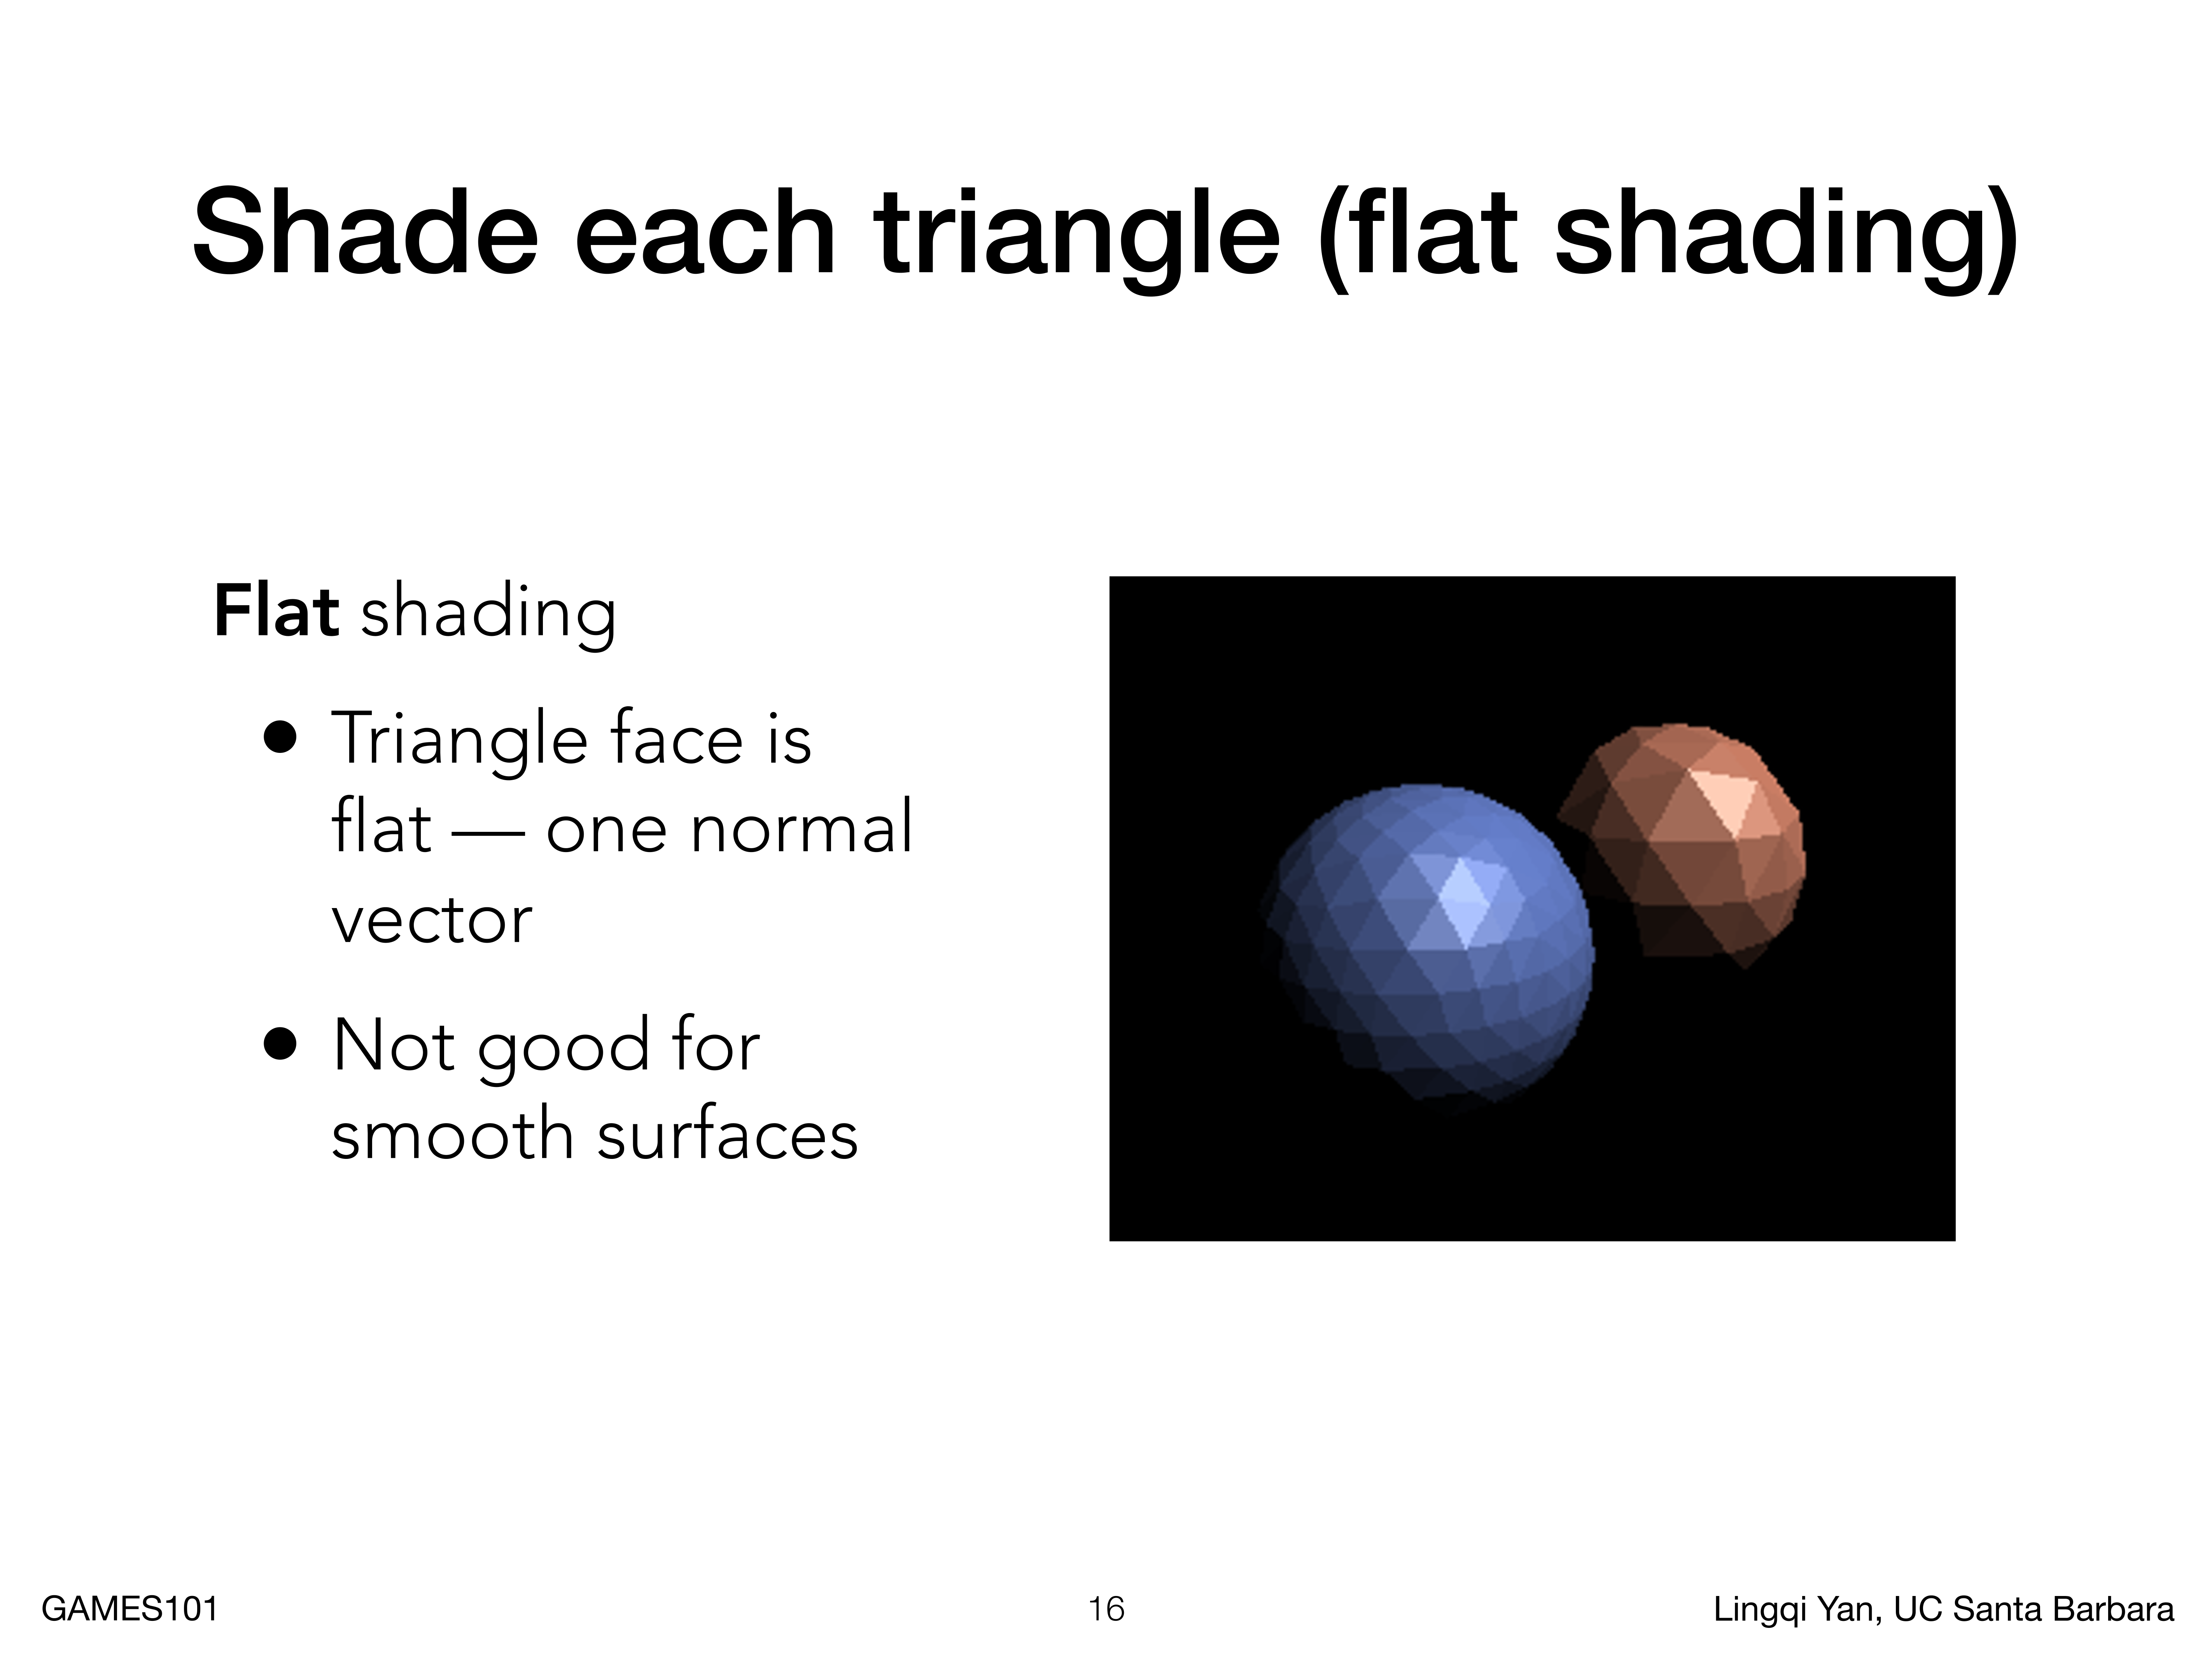 Shade each triangle (flat shading)
Flat shading
● Triangle face is
flat — one normal
vector
● Not good for
smooth surfaces
GAMES101
16
Lingqi Yan, UC Santa Barbara